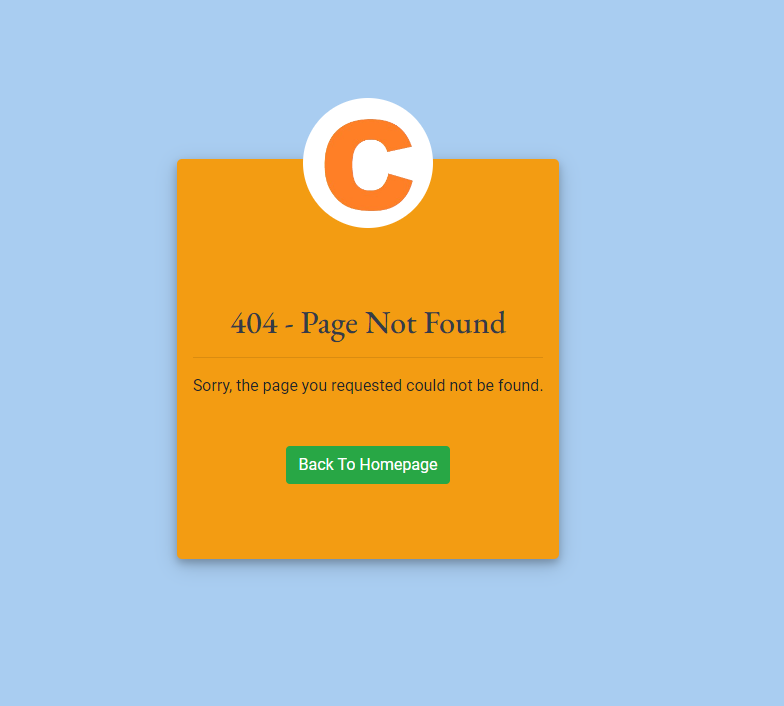 C
404 - Page Not Found
Sorry, the page you requested could not be found.
Back To Homepage